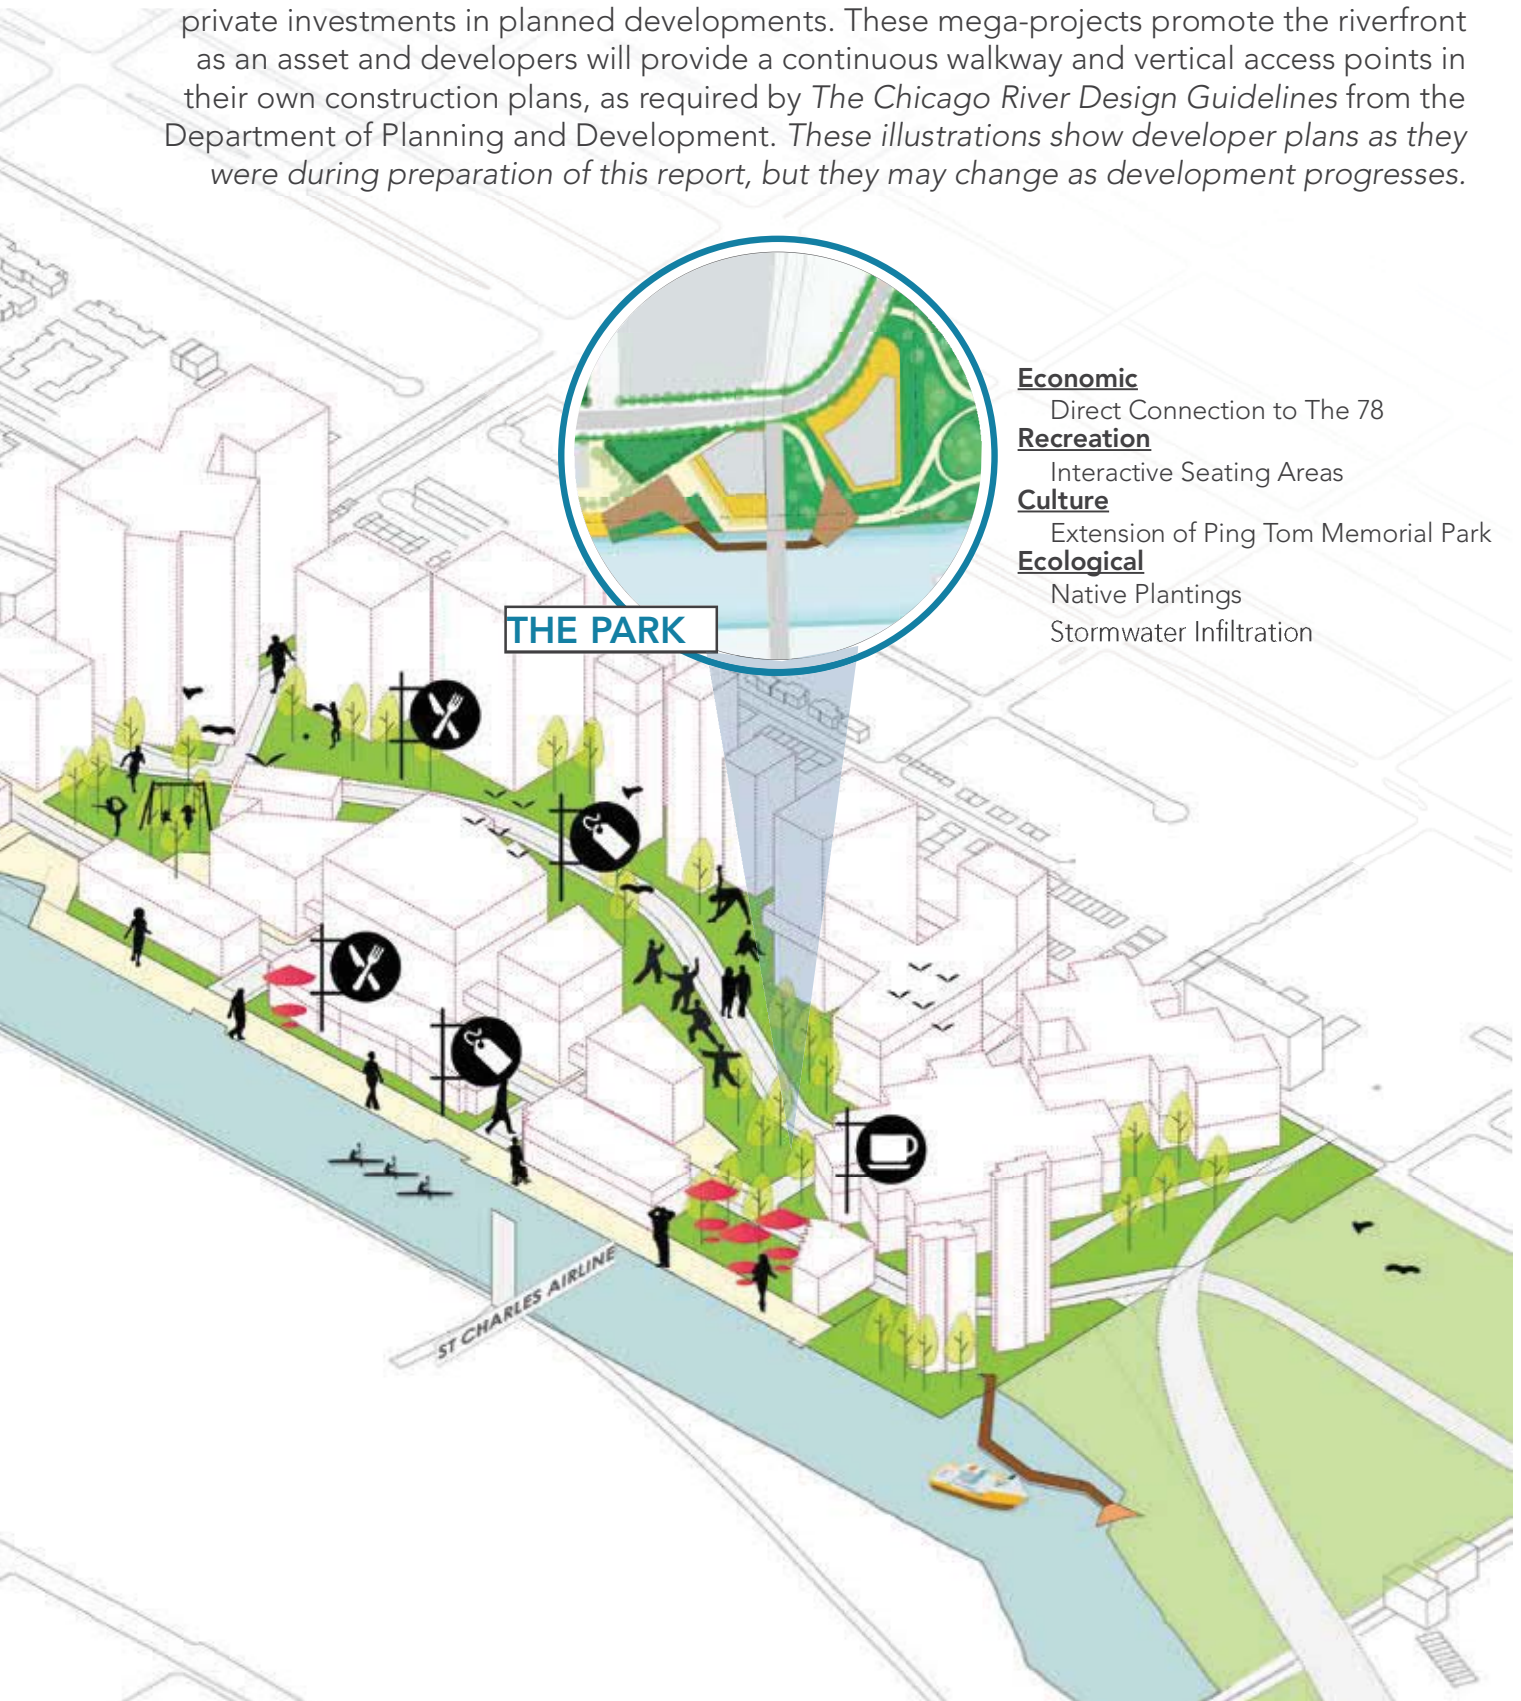 private investments in planned developments. These mega-projects promote the riverfront
as an asset and developers will provide a continuous walkway and vertical access points in
their own construction plans, as required by The Chicago River Design Guidelines from the
Department of Planning and Development. These illustrations show developer plans as they
were during preparation of this report, but they may change as development progresses.
Economic
Direct Connection to The 78
Recreation
Interactive Seating Areas
Culture
Extension of Ping Tom Memorial Park
Ecological
Native Plantings
Stormwater Infiltration
THE PARK
ST CHARLES AIRLINE